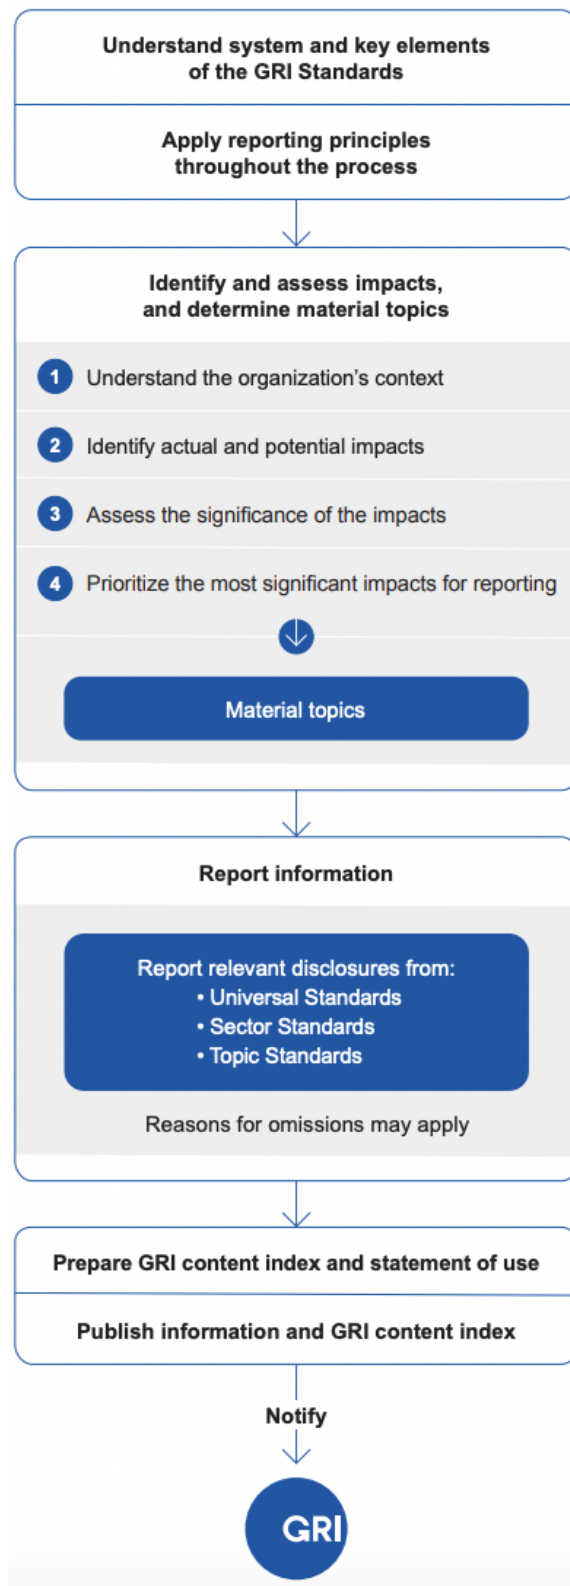 Understand system and key elements
of the GRI Standards
Apply reporting principles
throughout the process
Identify and assess impacts,
and determine material topics
1 Understand the organization's context
2 Identify actual and potential impacts
3 Assess the significance of the impacts
4 Prioritize the most significant impacts for reporting
Material topics
Report information
Report relevant disclosures from:
• Universal Standards
• Sector Standards
• Topic Standards
Reasons for omissions may apply
Prepare GRI content index and statement of use
Publish information and GRI content index
Notify
GRI